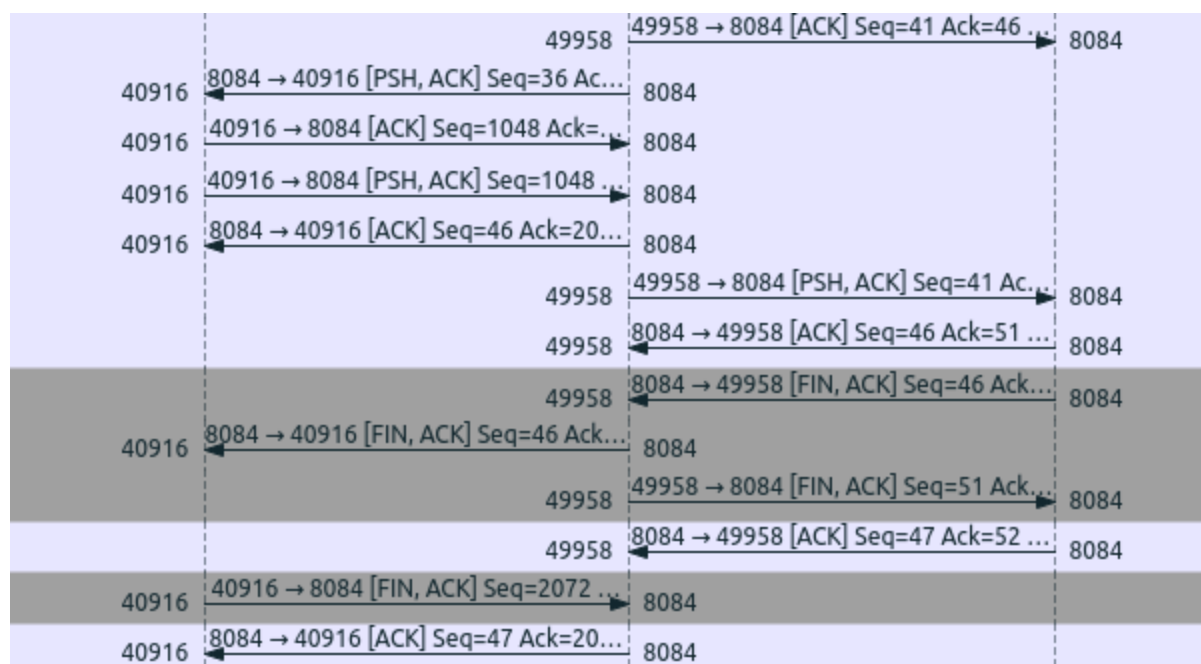 49958 49958 → 8084 [ACK] Seq=41 Ack=46 ... 8084
40916 8084 → 40916 [PSH, ACK] Seq=36 Ac... 8084
40916 40916 → 8084 [ACK] Seq=1048 Ack=... 8084
40916 40916 → 8084 [PSH, ACK] Seq=1048 ... 8084
40916 8084 → 40916 [ACK] Seq=46 Ack=20... 8084
49958 49958 → 8084 [PSH, ACK] Seq=41 Ac... 8084
49958 8084 → 49958 [ACK] Seq=46 Ack=51 ... 8084
49958 8084 → 49958 [FIN, ACK] Seq=46 Ack... 8084
40916 8084 → 40916 [FIN, ACK] Seq=46 Ack... 8084
49958 49958 → 8084 [FIN, ACK] Seq=51 Ack... 8084
49958 8084 → 49958 [ACK] Seq=47 Ack=52 ... 8084
40916 40916 → 8084 [FIN, ACK] Seq=2072 ... 8084
40916 8084 → 40916 [ACK] Seq=47 Ack=20... 8084